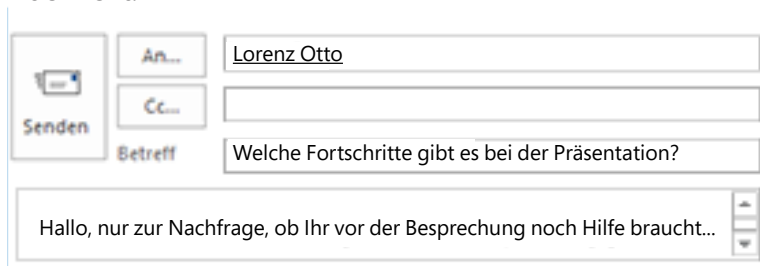 An...
Lorenz Otto
Cc...
Senden
Betreff
Welche Fortschritte gibt es bei der Präsentation?
Hallo, nur zur Nachfrage, ob Ihr vor der Besprechung noch Hilfe braucht...